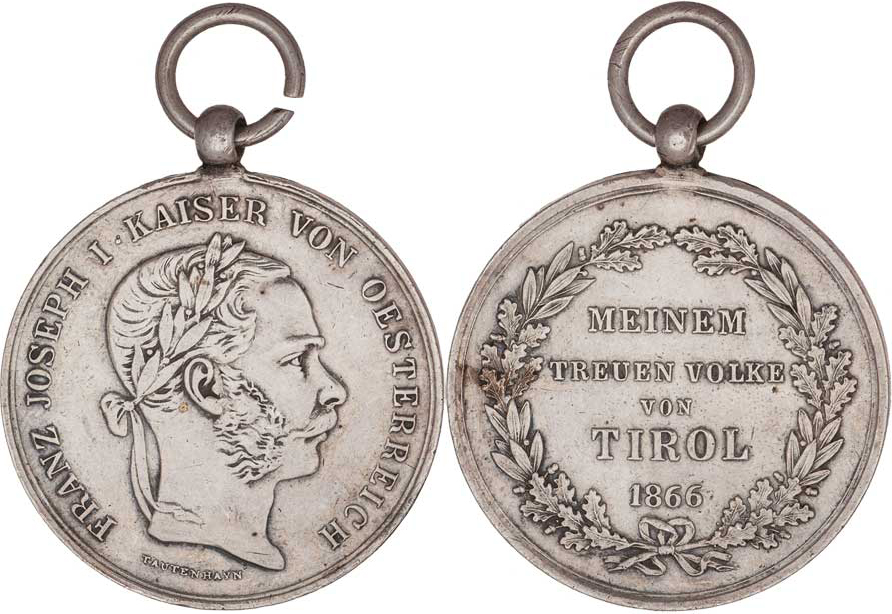 FRANZ JOSEPH I. KAISER VON OESTERREICH
TAUTENHAYN
MEINEM
TREUEN VOLKE
VON
TIROL
1866